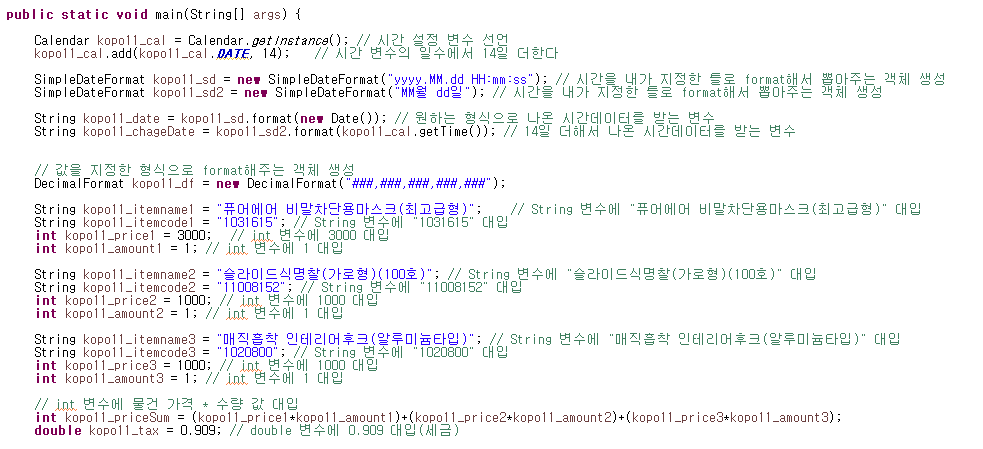 public static void main(String[] args) {
Calendar kopo11_cal = Calendar.getInstance(); // 시간 설정 변수 선언
kopo11_cal.add(kopo11_cal.DATE, 14); // 시간 변수의 일수에서 14일 더한다
SimpleDateFormat kopo11_sd = new SimpleDateFormat("yyyy.MM.dd HH:mm:ss"); // 시간을 내가 지정한 틀로 format해서 뽑아주는 객체 생성
SimpleDateFormat kopo11_sd2 = new SimpleDateFormat("MM월 dd일"); // 시간을 내가 지정한 틀로 format해서 뽑아주는 객체 생성
String kopo11_date = kopo11_sd.format(new Date()); // 원하는 형식으로 나온 시간데이터를 받는 변수
String kopo11_chageDate = kopo11_sd2.format(kopo11_cal.getTime()); // 14일 더해서 나온 시간데이터를 받는 변수
// 값을 지정한 형식으로 format해주는 객체 생성
DecimalFormat kopo11_df = new DecimalFormat("###,###,###,###,###");
String kopo11_itemname1 = "퓨어에어 비말차단용마스크(최고급형)"; // String 변수에 "퓨어에어 비말차단용마스크(최고급형)" 대입
String kopo11_itemcode1 = "1031615"; // String 변수에 "1031615" 대입
int kopo11_price1 = 3000; // int 변수에 3000 대입
int kopo11_amount1 = 1; // int 변수에 1 대입
String kopo11_itemname2 = "슬라이드식명찰(가로형)(100호)"; // String 변수에 "슬라이드식명찰(가로형)(100호)" 대입
String kopo11_itemcode2 = "11008152"; // String 변수에 "11008152" 대입
int kopo11_price2 = 1000; // int 변수에 1000 대입
int kopo11_amount2 = 1; // int 변수에 1 대입
String kopo11_itemname3 = "매직흡착 인테리어후크(알루미늄타입)"; // String 변수에 "매직흡착 인테리어후크(알루미늄타입)" 대입
String kopo11_itemcode3 = "1020800"; // String 변수에 "1020800" 대입
int kopo11_price3 = 1000; // int 변수에 1000 대입
int kopo11_amount3 = 1; // int 변수에 1 대입
// int 변수에 물건 가격 * 수량 값 대입
int kopo11_priceSum = (kopo11_price1*kopo11_amount1)+(kopo11_price2*kopo11_amount2)+(kopo11_price3*kopo11_amount3);
double kopo11_tax = 0.909; // double 변수에 0.909 대입(세금)